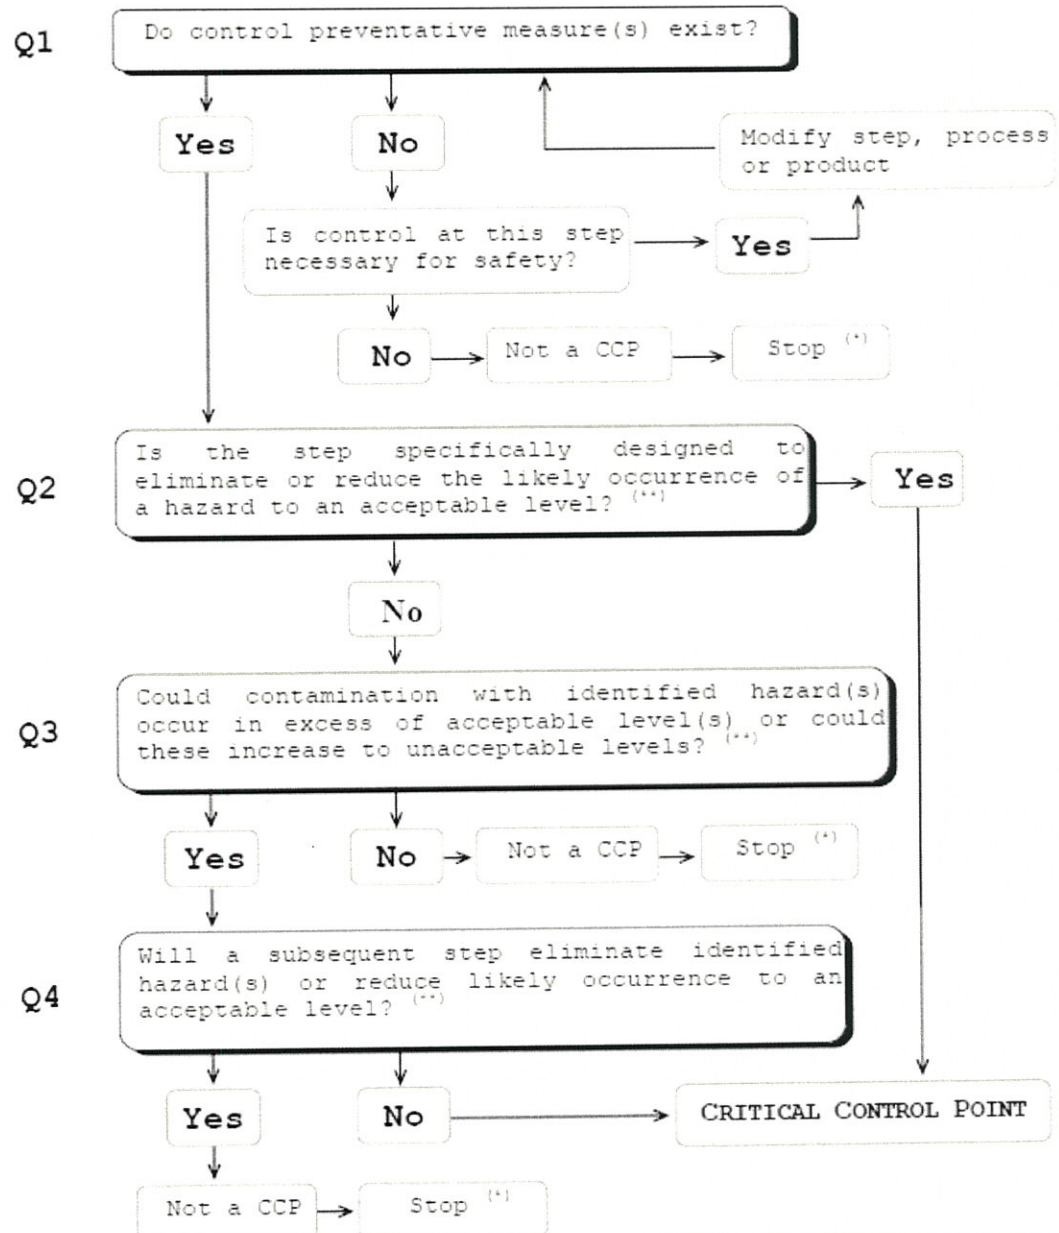 Q1
Do control preventative measure(s) exist?
Yes
No
Modify step, process
or product
Is control at this step
necessary for safety?
Yes
No
Not a CCP
Stop (*)
Q2
Is the step specifically designed to
eliminate or reduce the likely occurrence of
a hazard to an acceptable level? (**)
Yes
No
Q3
Could contamination with identified hazard(s)
occur in excess of acceptable level(s) or could
these increase to unacceptable levels? (**)
Yes
No
Not a CCP
Stop (*)
Q4
Will a subsequent step eliminate identified
hazard(s) or reduce likely occurrence to an
acceptable level? (**)
Yes
No
CRITICAL CONTROL POINT
Not a CCP
Stop (*)